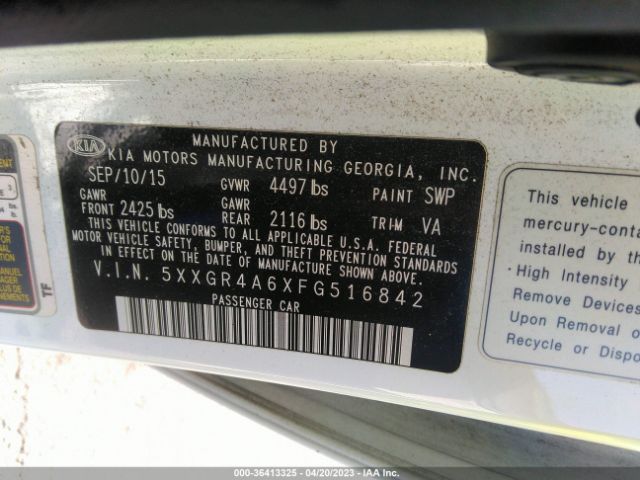 MANUFACTURED BY
KIA
KIA MOTORS MANUFACTURING GEORGIA, INC.
SEP/10/15 GVWR 4497 lbs PAINT SWP
GAWR GAWR
FRONT 2425 lbs REAR 2116 lbs TRIM VA
THIS VEHICLE CONFORMS TO ALL APPLICABLE U.S.A. FEDERAL
MOTOR VEHICLE SAFETY, BUMPER, AND THEFT PREVENTION STANDARDS
IN EFFECT ON THE DATE OF MANUFACTURE SHOWN ABOVE.
V.I.N. 5XXGR4A6XFG516842
PASSENGER CAR
TF
This vehicle
mercury-conta
installed by th
· High Intensity
Remove Devices
Upon Removal o
Recycle or Dispo
000-36413325 - 04/20/2023 - IAA Inc.